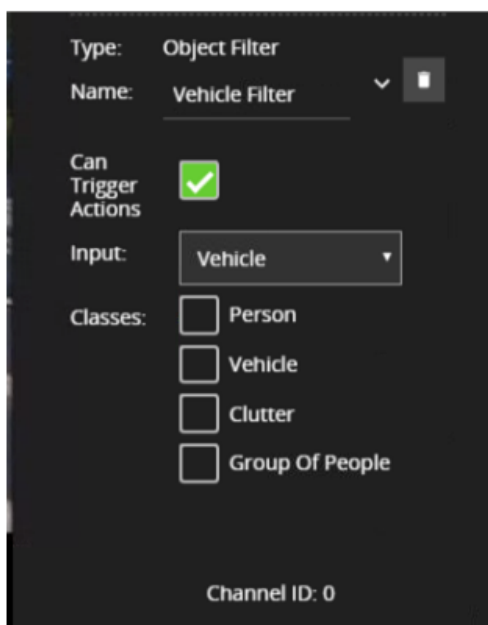 Type: Object Filter
Name: Vehicle Filter
Can
Trigger
Actions
Input: Vehicle
Classes: Person
Vehicle
Clutter
Group Of People
Channel ID: 0